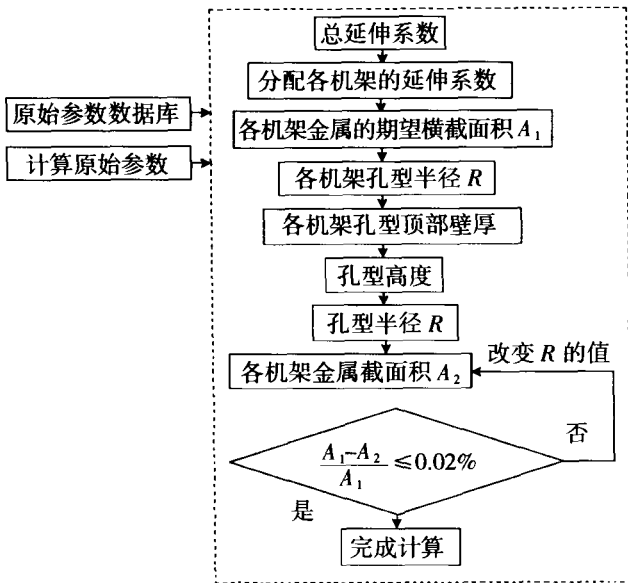 总延伸系数
分配各机架的延伸系数
原始参数数据库
各机架金属的期望横截面积 A₁
计算原始参数
各机架孔型半径 R
各机架孔型顶部壁厚
孔型高度
孔型半径 R
改变 R 的值
各机架金属截面积 A₂
否
(A₁-A₂)/A₁ ≤0.02%
是
完成计算